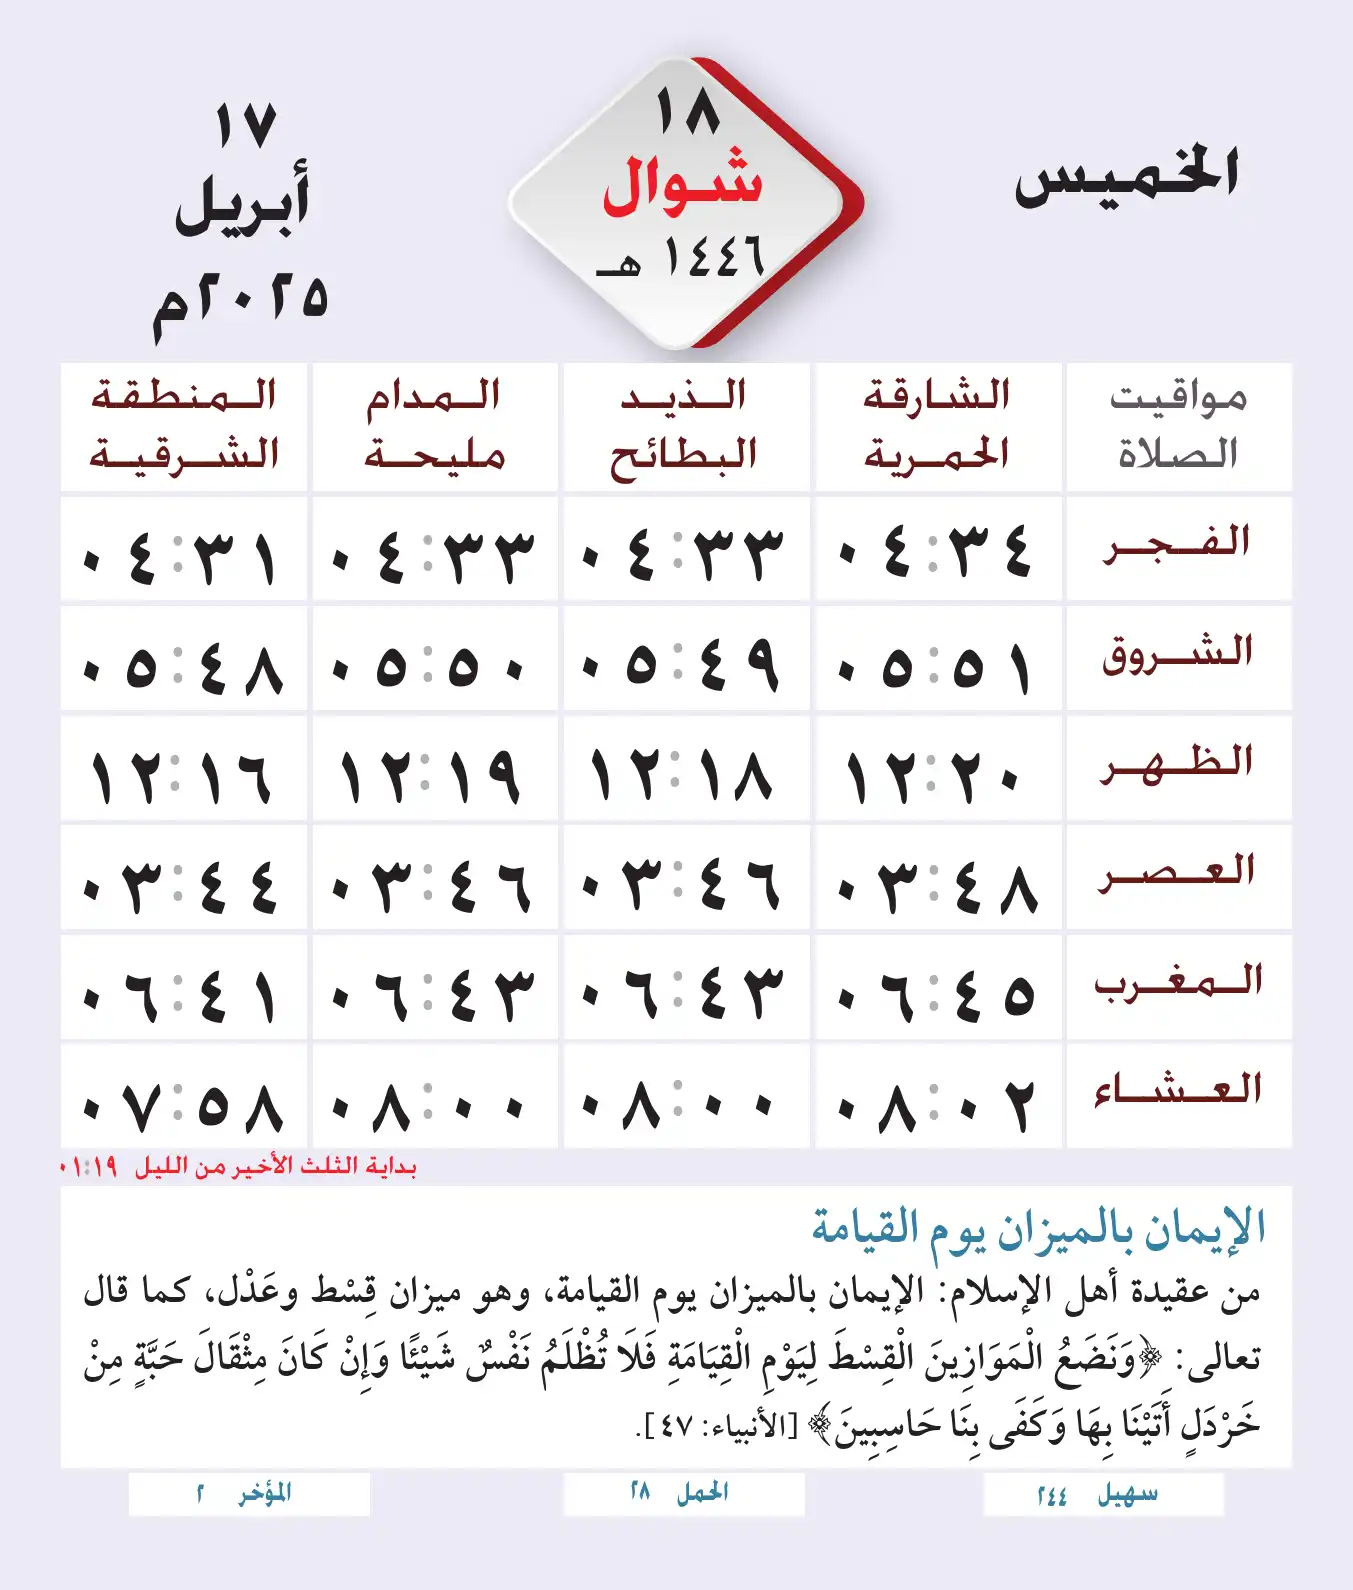 الخميس
١٨
شوال
١٤٤٦ هـ
١٧
أبريل
٢٠٢٥م
مواقيت الصلاة	الشارقة الحمرية	الذيد البطائح	المدام مليحة	المنطقة الشرقية
الفجر	٠٤:٣٤	٠٤:٣٣	٠٤:٣٣	٠٤:٣١
الشروق	٠٥:٥١	٠٥:٤٩	٠٥:٥٠	٠٥:٤٨
الظهر	١٢:٢٠	١٢:١٨	١٢:١٩	١٢:١٦
العصر	٠٣:٤٨	٠٣:٤٦	٠٣:٤٦	٠٣:٤٤
المغرب	٠٦:٤٥	٠٦:٤٣	٠٦:٤٣	٠٦:٤١
العشاء	٠٨:٠٢	٠٨:٠٠	٠٨:٠٠	٠٧:٥٨
بداية الثلث الأخير من الليل ٠١:١٩
الإيمان بالميزان يوم القيامة
من عقيدة أهل الإسلام: الإيمان بالميزان يوم القيامة، وهو ميزان قِسْط وعَدْل، كما قال
تعالى: ﴿وَنَضَعُ الْمَوَازِينَ الْقِسْطَ لِيَوْمِ الْقِيَامَةِ فَلَا تُظْلَمُ نَفْسٌ شَيْئًا وَإِنْ كَانَ مِثْقَالَ حَبَّةٍ مِنْ
خَرْدَلٍ أَتَيْنَا بِهَا وَكَفَى بِنَا حَاسِبِينَ﴾ [الأنبياء: ٤٧].
سهيل ٢٤٤	الحمل ٢٨	المؤخر ٢